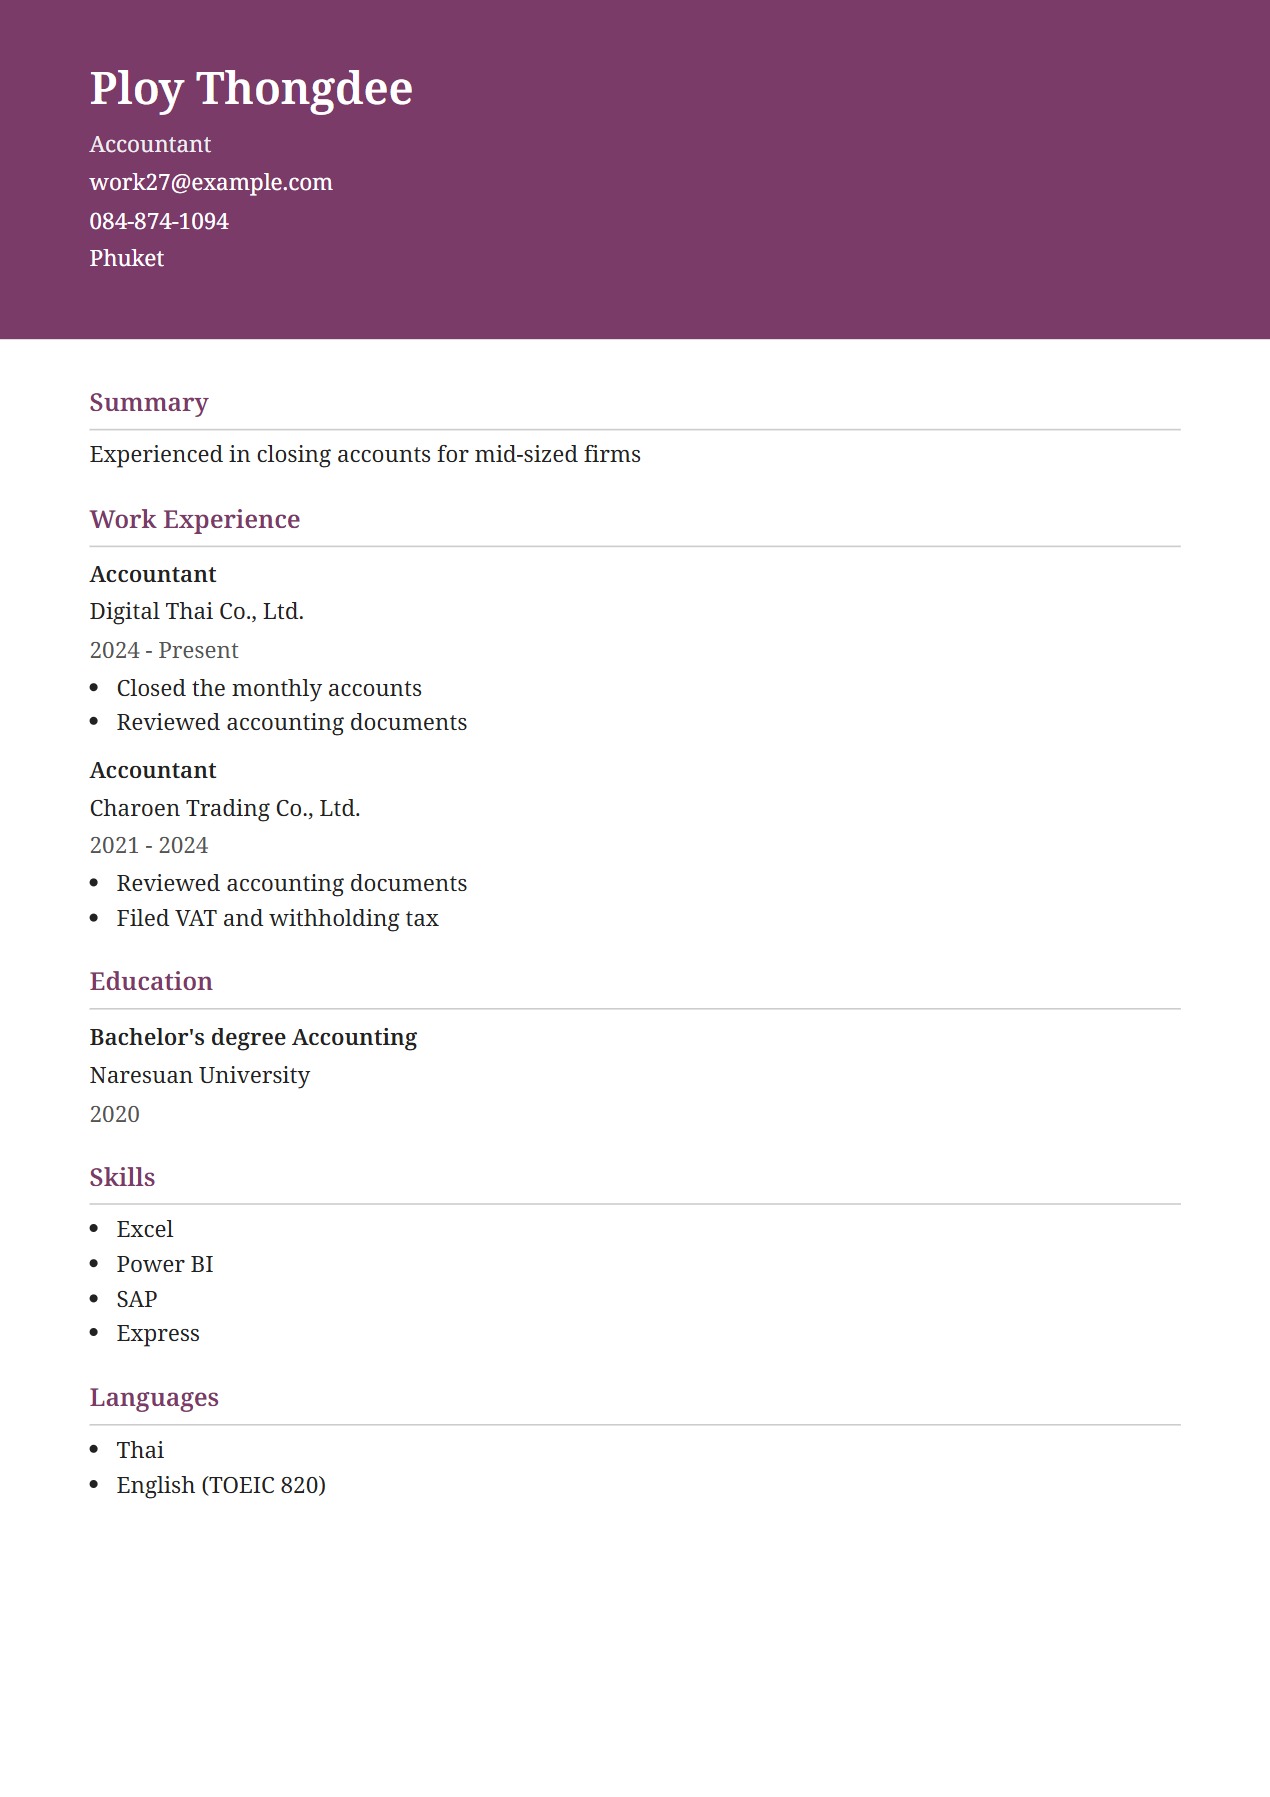 Ploy Thongdee
Accountant
work27@example.com
084-874-1094
Phuket
Summary
Experienced in closing accounts for mid-sized firms
Work Experience
Accountant
Digital Thai Co., Ltd.
2024 - Present
• Closed the monthly accounts
• Reviewed accounting documents
Accountant
Charoen Trading Co., Ltd.
2021 - 2024
• Reviewed accounting documents
• Filed VAT and withholding tax
Education
Bachelor's degree Accounting
Naresuan University
2020
Skills
• Excel
• Power BI
• SAP
• Express
Languages
• Thai
• English (TOEIC 820)